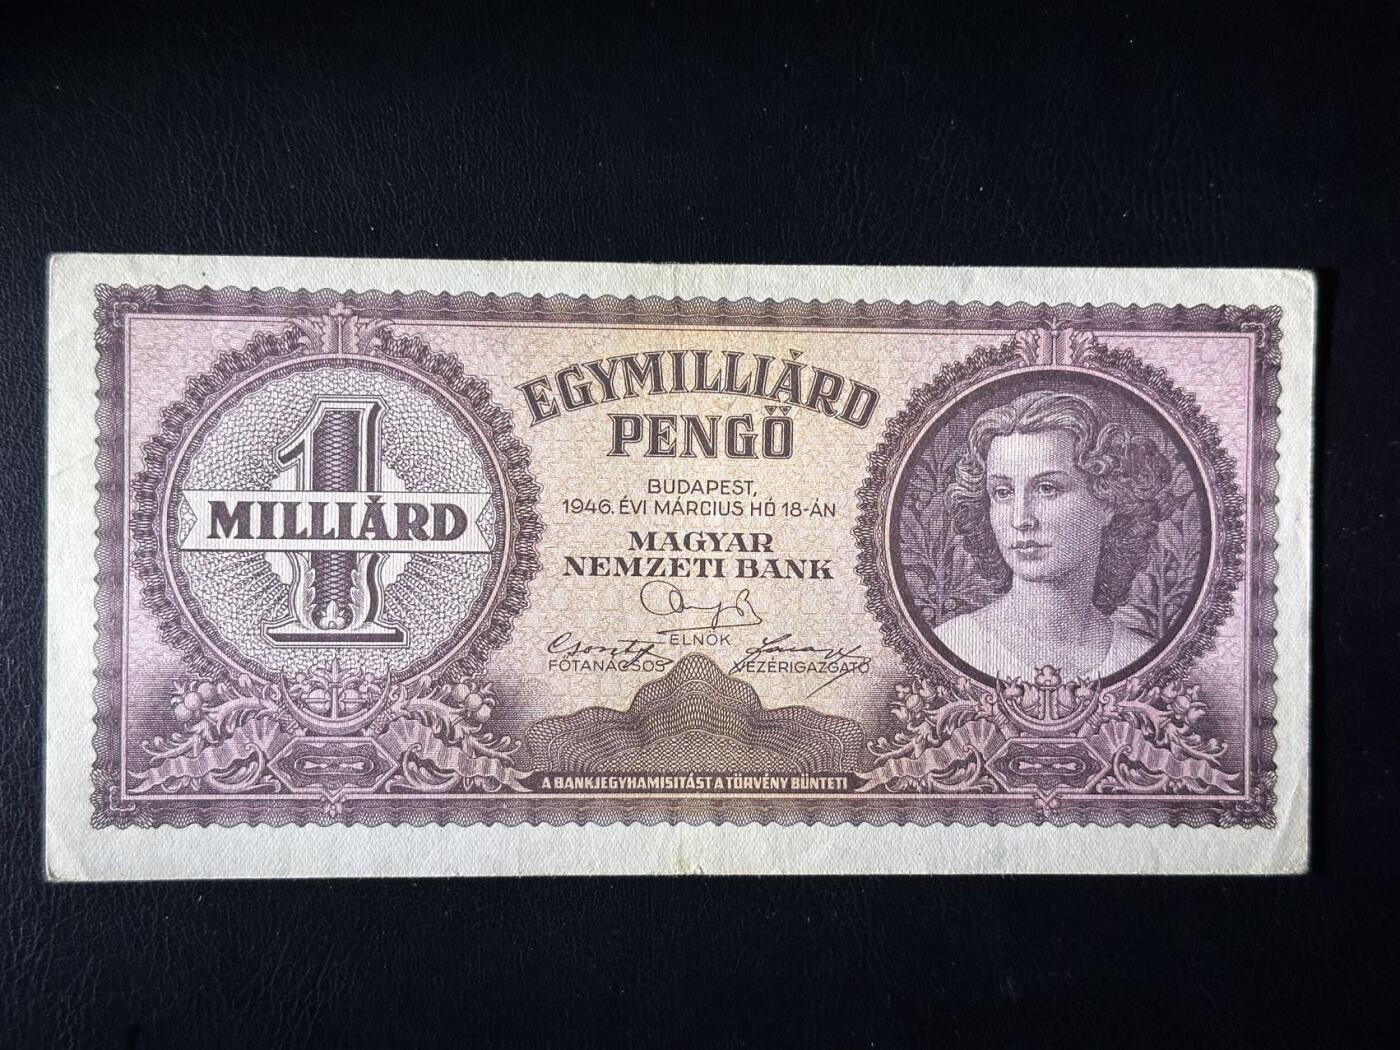 1
MILLIÁRD
EGYMILLIÁRD
PENGŐ
BUDAPEST,
1946. ÉVI MÁRCIUS HÓ 18-ÁN
MAGYAR
NEMZETI BANK
ELNÖK
FŐTANÁCSOS
VEZÉRIGAZGATÓ
A BANKJEGYHAMISITÁST A TÖRVÉNY BÜNTETI